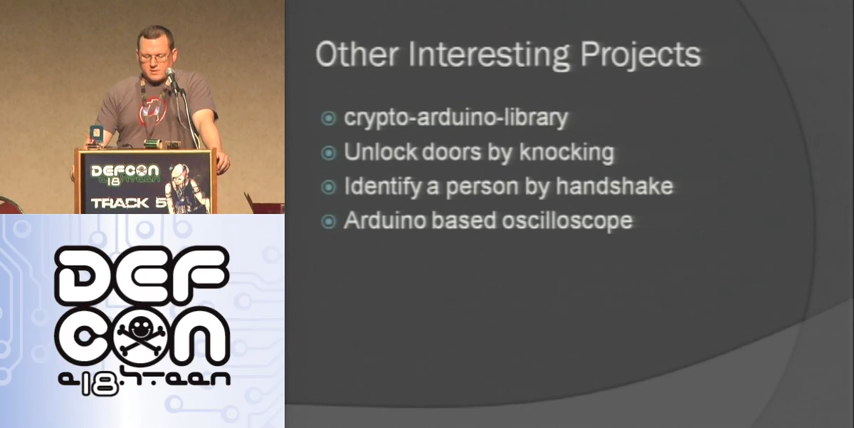 DEFCON
18
TRACK 5
DEF
CON
e18hteen
Other Interesting Projects
crypto-arduino-library
Unlock doors by knocking
Identify a person by handshake
Arduino based oscilloscope